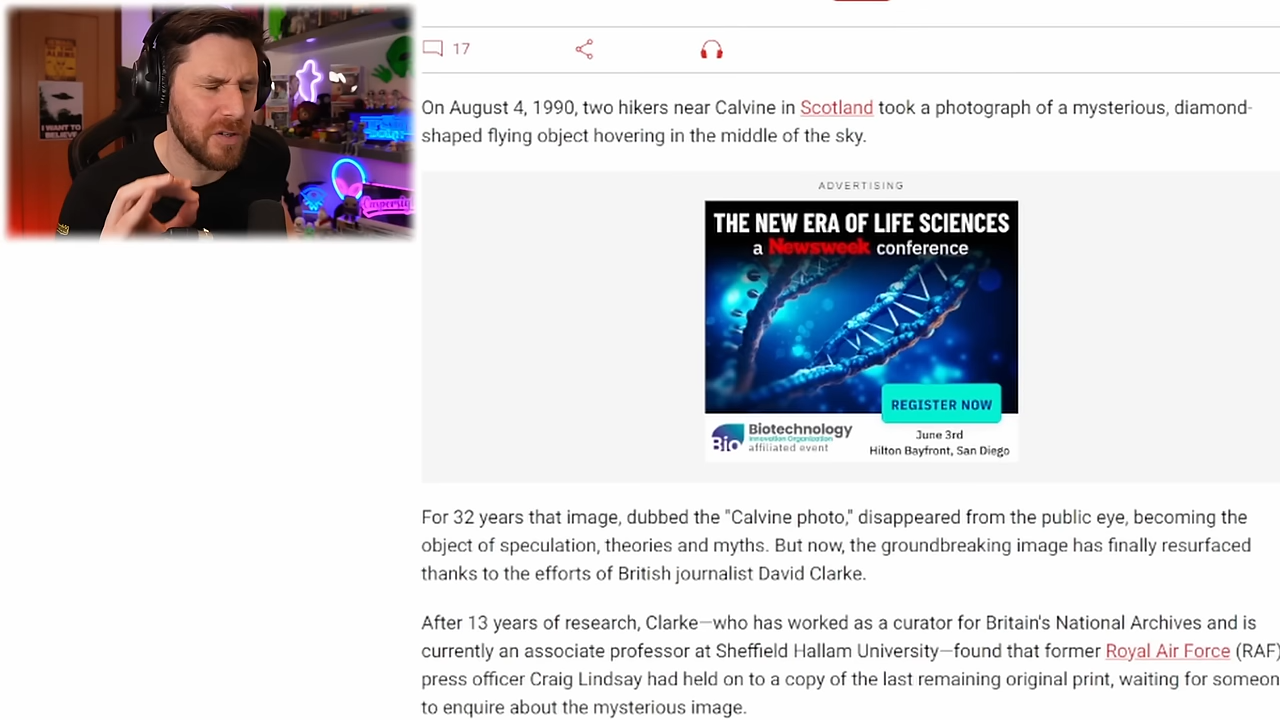 I WANT TO
BELIEVE
17
On August 4, 1990, two hikers near Calvine in Scotland took a photograph of a mysterious, diamond-
shaped flying object hovering in the middle of the sky.
ADVERTISING
THE NEW ERA OF LIFE SCIENCES
a Newsweek conference
REGISTER NOW
Bio
Biotechnology
Innovation Organization
affiliated event
June 3rd
Hilton Bayfront, San Diego
For 32 years that image, dubbed the "Calvine photo," disappeared from the public eye, becoming the
object of speculation, theories and myths. But now, the groundbreaking image has finally resurfaced
thanks to the efforts of British journalist David Clarke.
After 13 years of research, Clarke—who has worked as a curator for Britain's National Archives and is
currently an associate professor at Sheffield Hallam University—found that former Royal Air Force (RAF)
press officer Craig Lindsay had held on to a copy of the last remaining original print, waiting for someon
to enquire about the mysterious image.